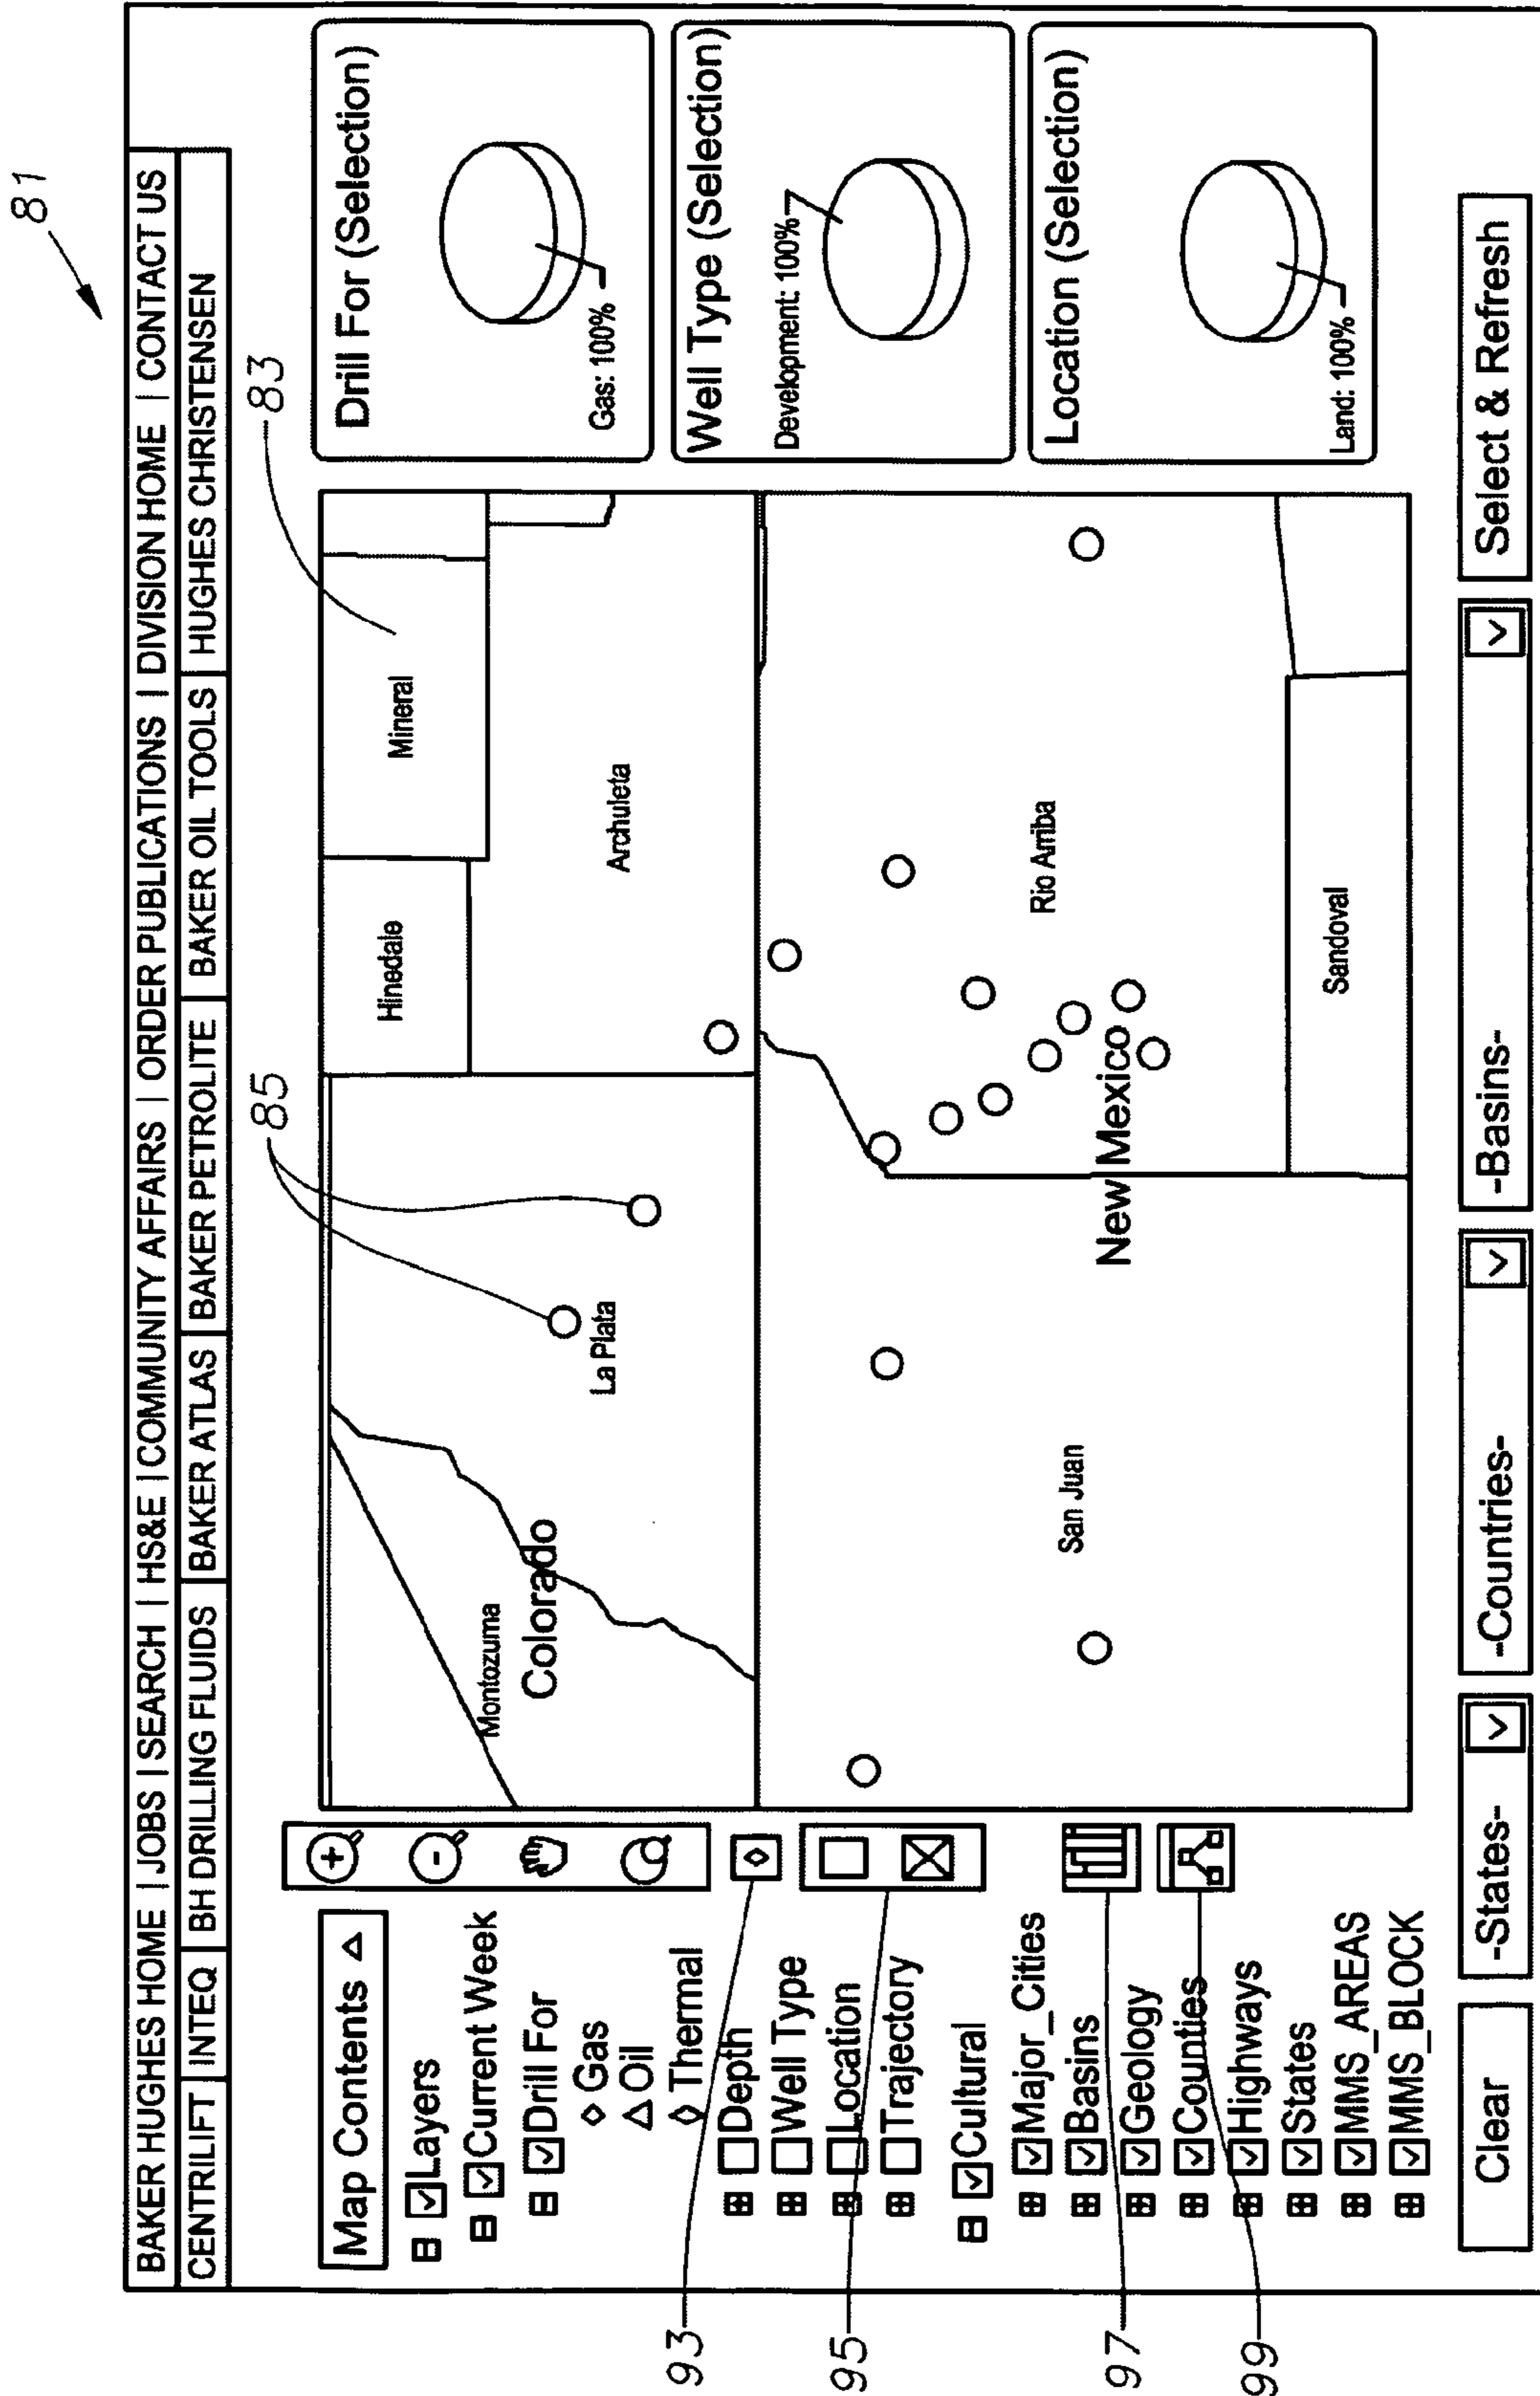 81
BAKER HUGHES HOME | JOBS | SEARCH | HS&E | COMMUNITY AFFAIRS | ORDER PUBLICATIONS | DIVISION HOME | CONTACT US
CENTRILIFT | INTEQ | BH DRILLING FLUIDS | BAKER ATLAS | BAKER PETROLITE | BAKER OIL TOOLS | HUGHES CHRISTENSEN
Map Contents
Layers
Current Week
Drill For
Gas
Oil
Thermal
Depth
Well Type
Location
Trajectory
Cultural
Major_Cities
Basins
Geology
Counties
Highways
States
MMS_AREAS
MMS_BLOCK
93
95
97
99
85
83
Montozuma
Colorado
La Plata
Hinedale
Mineral
Archuleta
San Juan
New Mexico
Rio Arriba
Sandoval
Drill For (Selection)
Gas: 100%
Well Type (Selection)
Development: 100%
Location (Selection)
Land: 100%
Clear
-States-
-Countries-
-Basins-
Select & Refresh